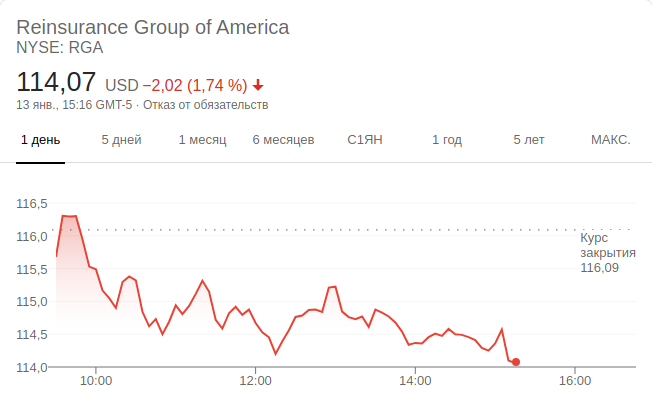 Reinsurance Group of America
NYSE: RGA
114,07 USD −2,02 (1,74 %)
13 янв., 15:16 GMT-5 · Отказ от обязательств
1 день 5 дней 1 месяц 6 месяцев С1ЯН 1 год 5 лет МАКС.
116,5
116,0
115,5
115,0
114,5
114,0
Курс
закрытия
116,09
10:00 12:00 14:00 16:00